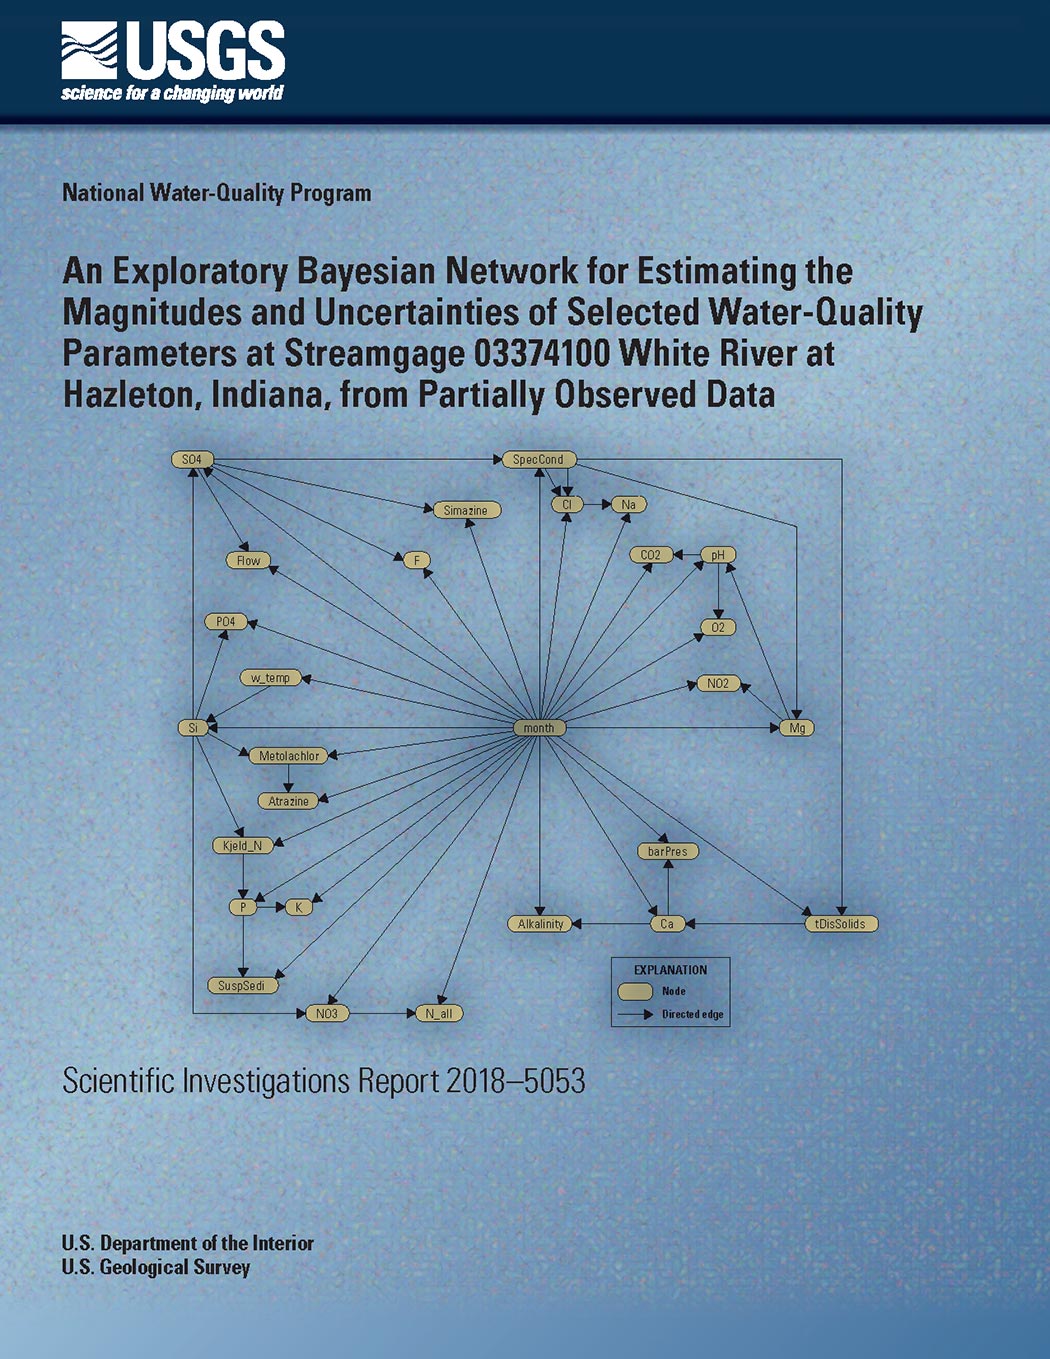 USGS
science for a changing world
National Water-Quality Program
An Exploratory Bayesian Network for Estimating the
Magnitudes and Uncertainties of Selected Water-Quality
Parameters at Streamgage 03374100 White River at
Hazleton, Indiana, from Partially Observed Data
SO4
SpecCond
Simazine
Cl
Na
Flow
F
CO2
pH
PO4
O2
w_temp
NO2
Si
month
Mg
Metolachlor
Atrazine
Kjeld_N
barPres
P
K
Alkalinity
Ca
tDisSolids
SuspSedi
NO3
N_all
EXPLANATION
Node
Directed edge
Scientific Investigations Report 2018–5053
U.S. Department of the Interior
U.S. Geological Survey